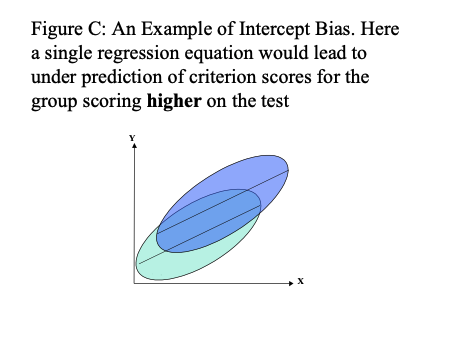 Figure C: An Example of Intercept Bias. Here
a single regression equation would lead to
under prediction of criterion scores for the
group scoring higher on the test
Y
X